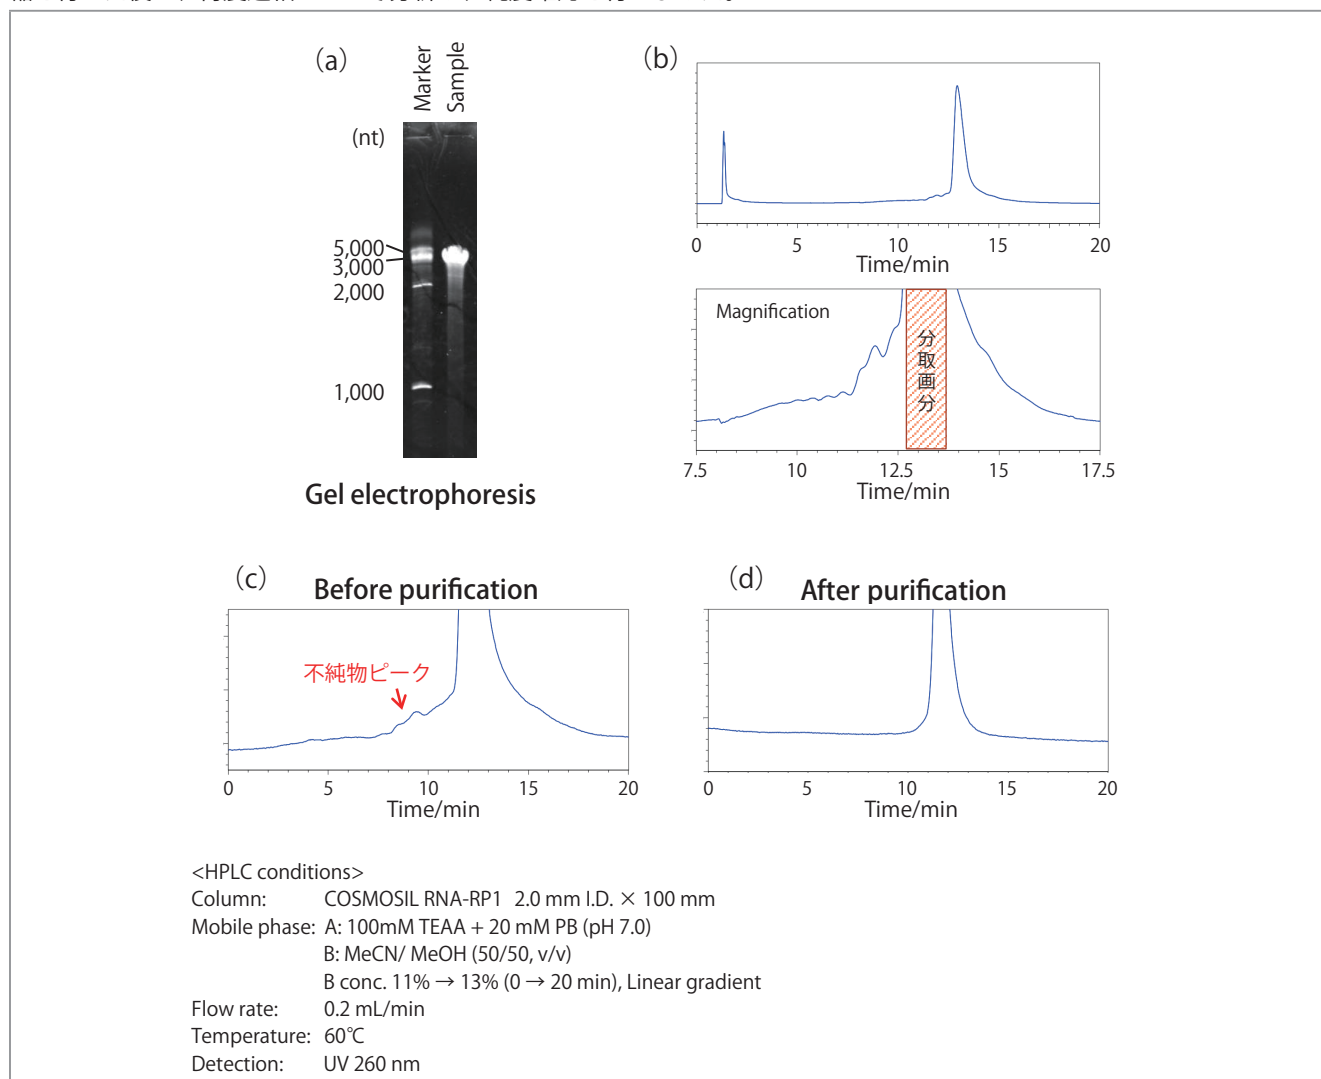 (a)
Marker
Sample
(nt)
5,000
3,000
2,000
1,000
Gel electrophoresis
(b)
0 5 10 15 20
Time/min
Magnification
分取画分
7.5 10 12.5 15 17.5
Time/min
(c) Before purification
不純物ピーク
0 5 10 15 20
Time/min
(d) After purification
0 5 10 15 20
Time/min
<HPLC conditions>
Column: COSMOSIL RNA-RP1 2.0 mm I.D. × 100 mm
Mobile phase: A: 100mM TEAA + 20 mM PB (pH 7.0)
B: MeCN/ MeOH (50/50, v/v)
B conc. 11% → 13% (0 → 20 min), Linear gradient
Flow rate: 0.2 mL/min
Temperature: 60℃
Detection: UV 260 nm